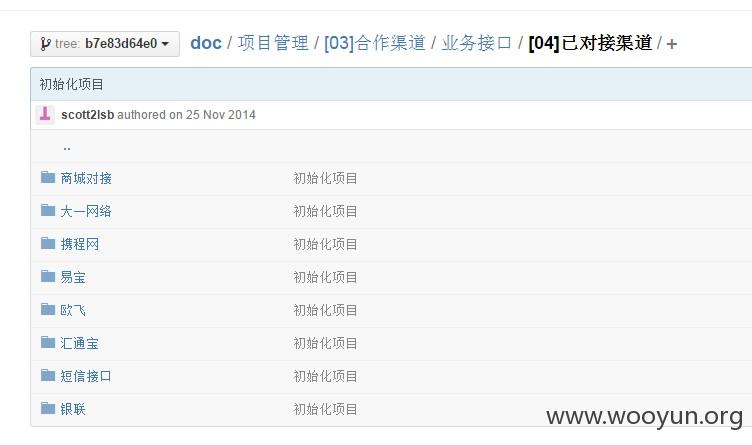 tree: b7e83d64e0 doc / 项目管理 / [03]合作渠道 / 业务接口 / [04]已对接渠道 / +
初始化项目
scott2lsb authored on 25 Nov 2014
..
商城对接 初始化项目
大一网络 初始化项目
携程网 初始化项目
易宝 初始化项目
欧飞 初始化项目
汇通宝 初始化项目
短信接口 初始化项目
银联 初始化项目
www.wooyun.org